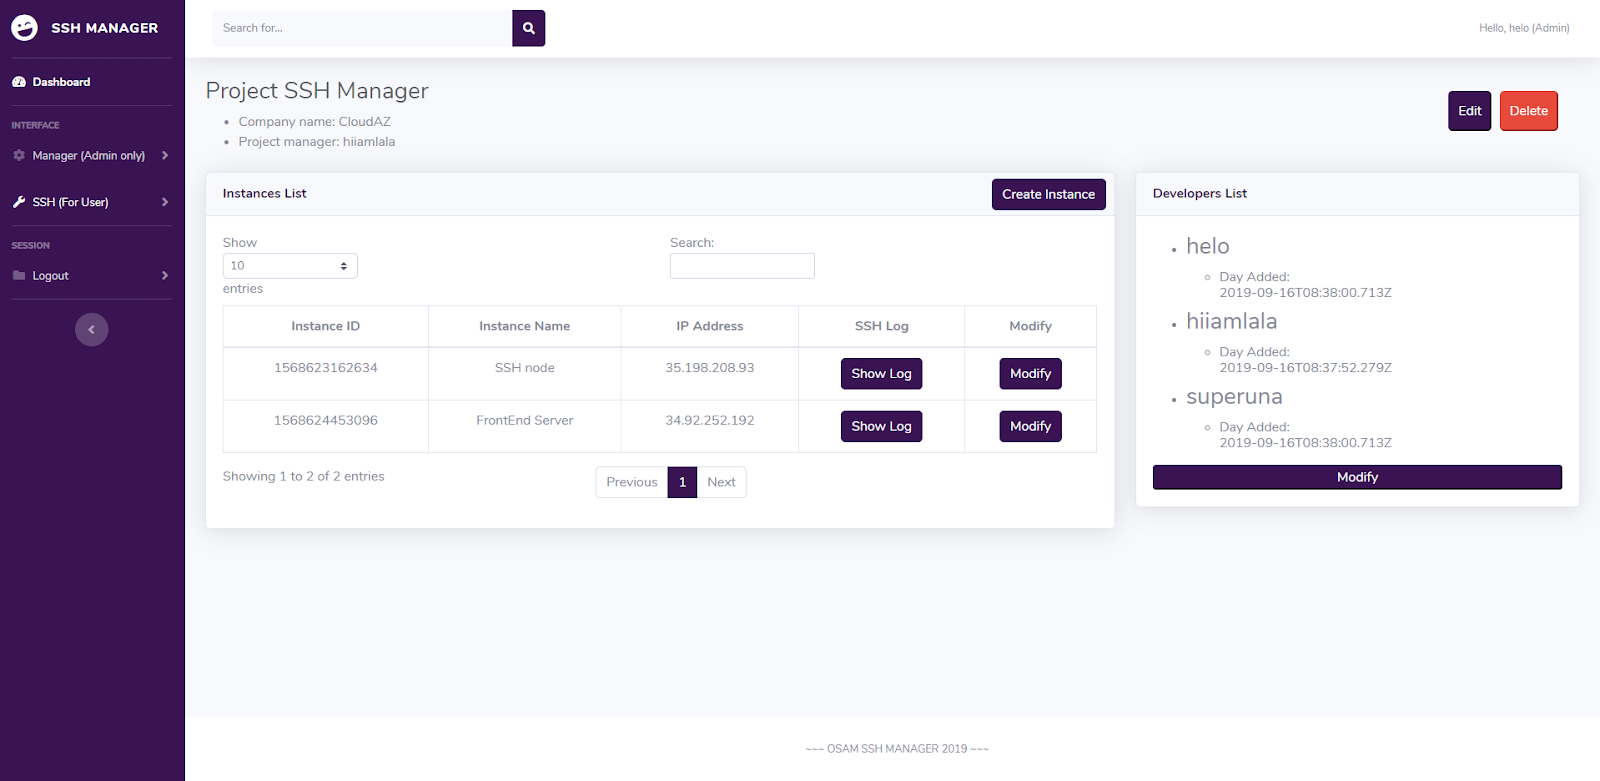 SSH MANAGER
Search for...
Hello, helo (Admin)
Dashboard
INTERFACE
Manager (Admin only)
SSH (For User)
SESSION
Logout
Project SSH Manager
Company name: CloudAZ
Project manager: hiiamlala
Edit
Delete
Instances List
Create Instance
Show
10
entries
Search:
Instance ID Instance Name IP Address SSH Log Modify
1568623162634 SSH node 35.198.208.93 Show Log Modify
1568624453096 FrontEnd Server 34.92.252.192 Show Log Modify
Showing 1 to 2 of 2 entries
Previous 1 Next
Developers List
helo
Day Added:
2019-09-16T08:38:00.713Z
hiiamlala
Day Added:
2019-09-16T08:37:52.279Z
superuna
Day Added:
2019-09-16T08:38:00.713Z
Modify
~~~ OSAM SSH MANAGER 2019 ~~~